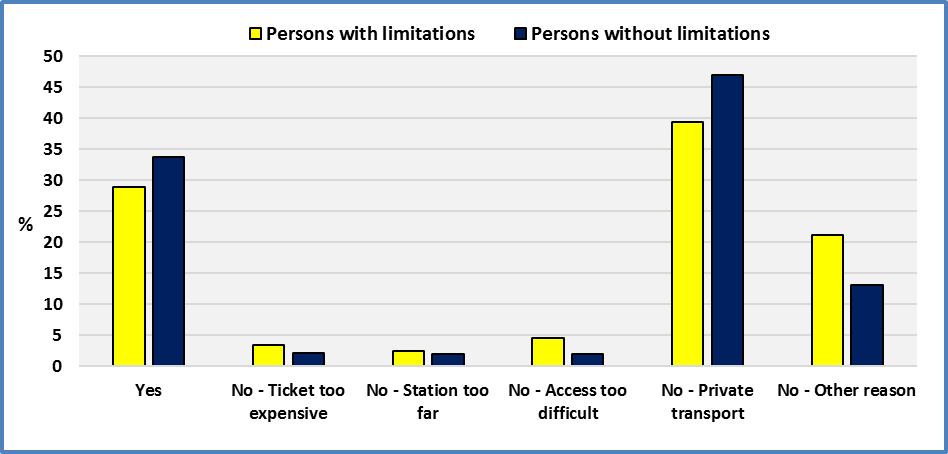 Persons with limitations Persons without limitations
50
45
40
35
30
25
20
15
10
5
0
%
Yes
No - Ticket too
expensive
No - Station too
far
No - Access too
difficult
No - Private
transport
No - Other reason